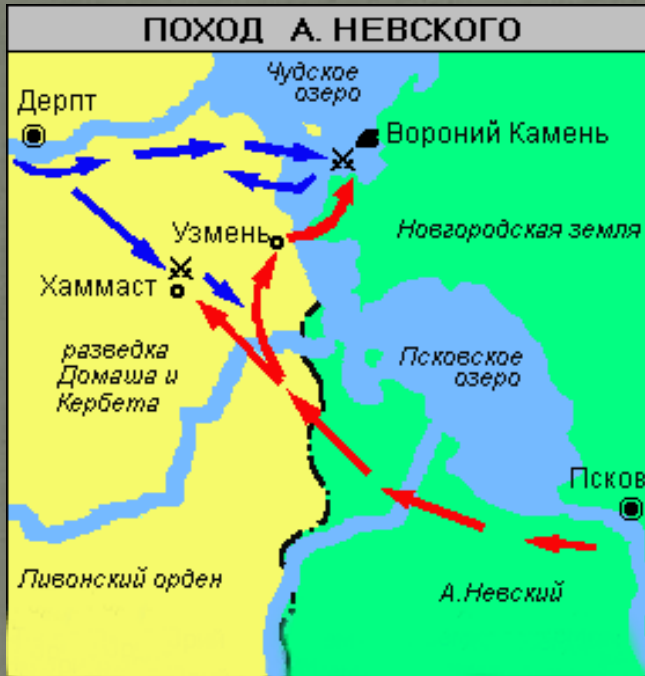 ПОХОД А. НЕВСКОГО
Чудское
озеро
Дерпт
Вороний Камень
Узмень
Новгородская земля
Хаммаст
разведка
Домаша и
Кербета
Псковское
озеро
Псков
Ливонский орден
А.Невский